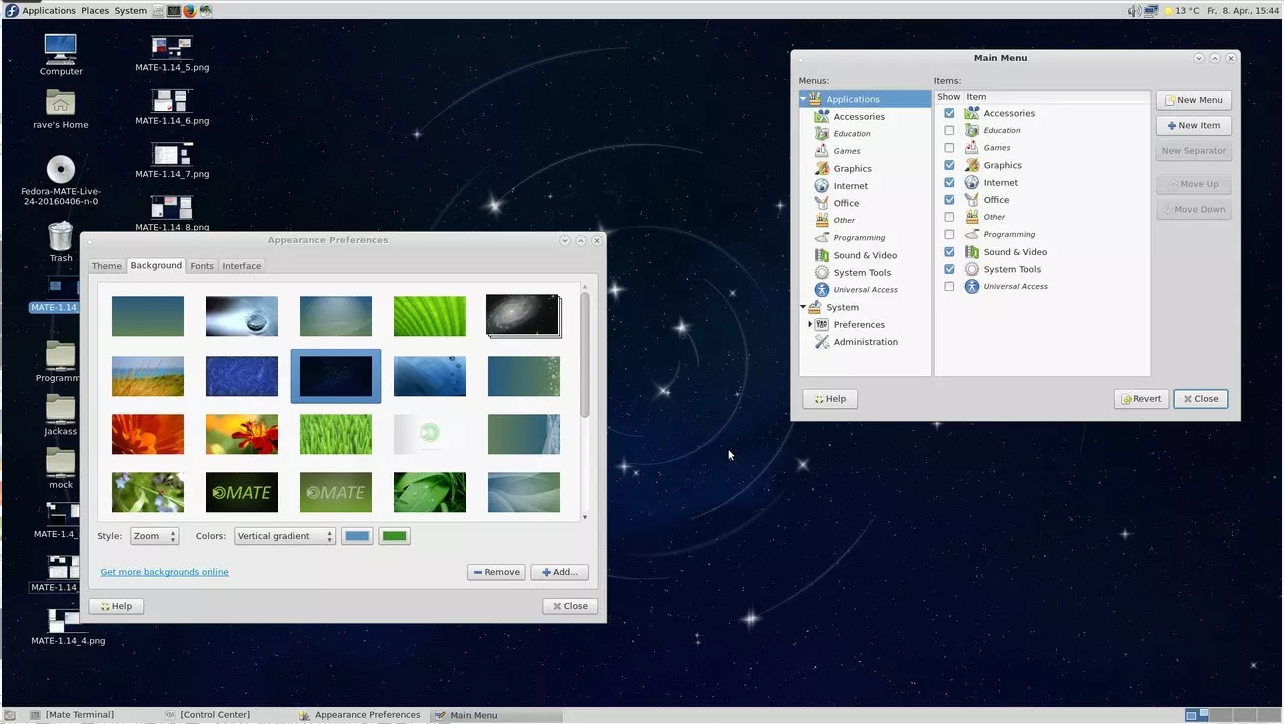 Applications Places System
13 °C Fr, 8. Apr., 15:44
Computer
rave's Home
Fedora-MATE-Live-
24-20160406-n-0
Trash
MATE-1.14
Programm
Jackass
mock
MATE-1.4_
MATE-1.14
MATE-1.14_4.png
MATE-1.14_5.png
MATE-1.14_6.png
MATE-1.14_7.png
MATE-1.14_8.png
Appearance Preferences
Theme Background Fonts Interface
MATE MATE
Style: Zoom Colors: Vertical gradient
Get more backgrounds online
Remove Add...
Help Close
Main Menu
Menus:
Applications
Accessories
Education
Games
Graphics
Internet
Office
Other
Programming
Sound & Video
System Tools
Universal Access
System
Preferences
Administration
Items:
Show Item
Accessories
Education
Games
Graphics
Internet
Office
Other
Programming
Sound & Video
System Tools
Universal Access
New Menu
New Item
New Separator
Move Up
Move Down
Help Revert Close
[Mate Terminal] [Control Center] Appearance Preferences Main Menu